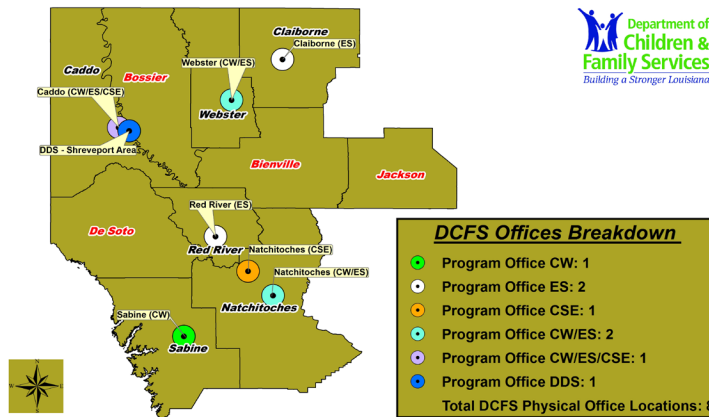 Department of
Children &
Family Services
Building a Stronger Louisiana
Claiborne
Claiborne (ES)
Caddo
Bossier
Webster (CW/ES)
Caddo (CW/ES/CSE)
Webster
DDS - Shreveport Area
Bienville
Jackson
Red River (ES)
De Soto
Red River
Natchitoches (CSE)
Natchitoches (CW/ES)
Natchitoches
Sabine (CW)
Sabine
N
W
E
S
DCFS Offices Breakdown
Program Office CW: 1
Program Office ES: 2
Program Office CSE: 1
Program Office CW/ES: 2
Program Office CW/ES/CSE: 1
Program Office DDS: 1
Total DCFS Physical Office Locations: